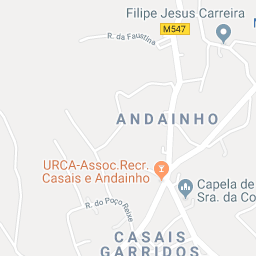 Filipe Jesus Carreira
M547
R. da Faustina
ANDAINHO
URCA-Assoc.Recr.
Casais e Andainho
Capela de
Sra. da Co
R. do Poço Reixe
CASAIS
GARRIDOS